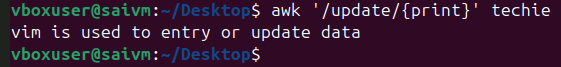 vboxuser@saivm:~/Desktop$ awk '/update/{print}' techie
vim is used to entry or update data
vboxuser@saivm:~/Desktop$